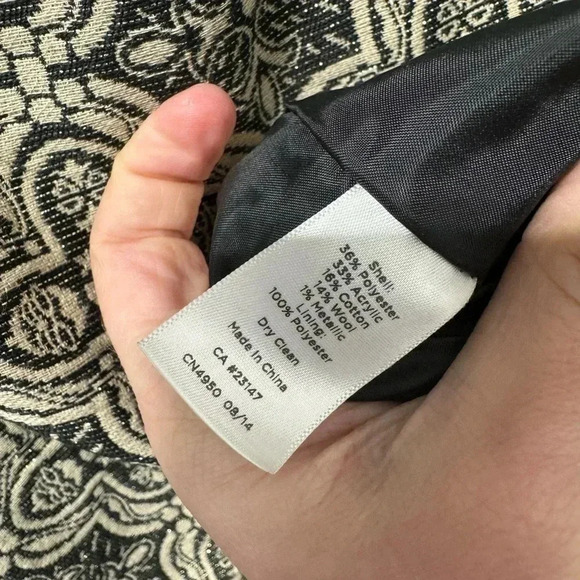 Shell:
36% Polyester
33% Acrylic
16% Cotton
14% Wool
1% Metallic
Lining:
100% Polyester
Dry Clean
Made In China
CA #23147
CN4950 08/14